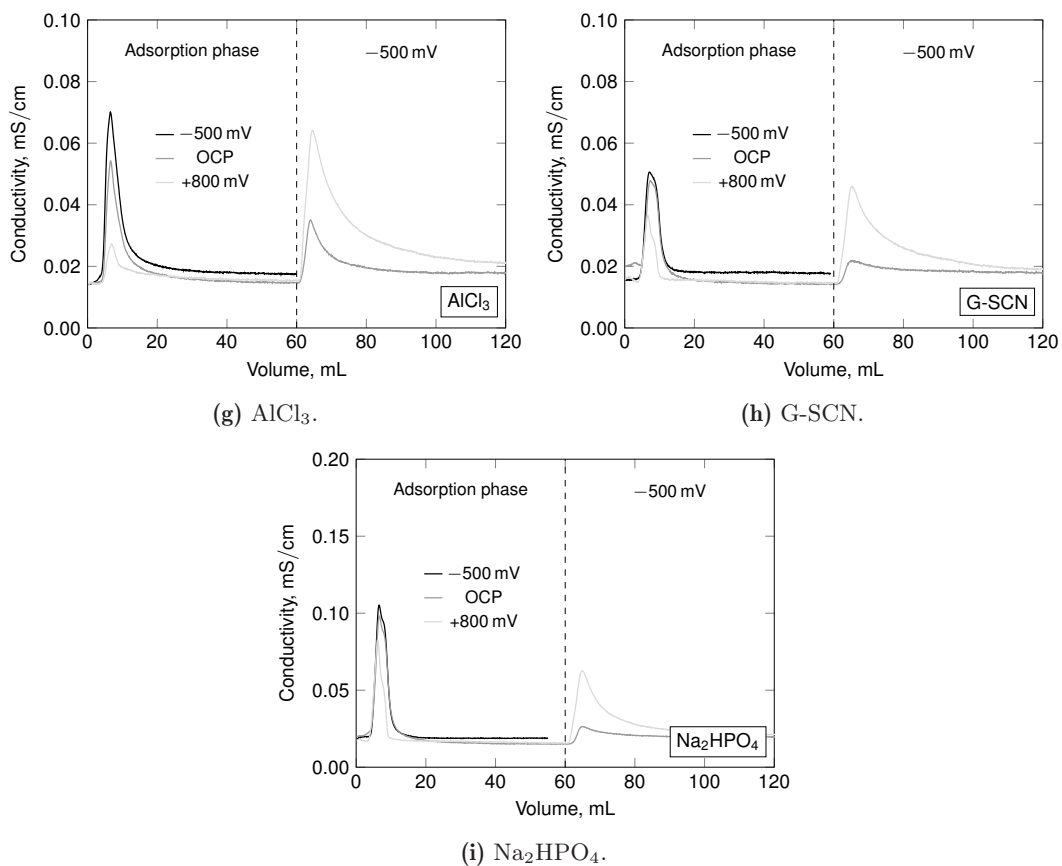 0.10
0.08
0.06
0.04
0.02
0.00
Conductivity, mS/cm
Adsorption phase
−500 mV
−500 mV
OCP
+800 mV
AlCl₃
0 20 40 60 80 100 120
Volume, mL
(g) AlCl₃.
0.10
0.08
0.06
0.04
0.02
0.00
Conductivity, mS/cm
Adsorption phase
−500 mV
−500 mV
OCP
+800 mV
G-SCN
0 20 40 60 80 100 120
Volume, mL
(h) G-SCN.
0.20
0.15
0.10
0.05
0.00
Conductivity, mS/cm
Adsorption phase
−500 mV
−500 mV
OCP
+800 mV
Na₂HPO₄
0 20 40 60 80 100 120
Volume, mL
(i) Na₂HPO₄.